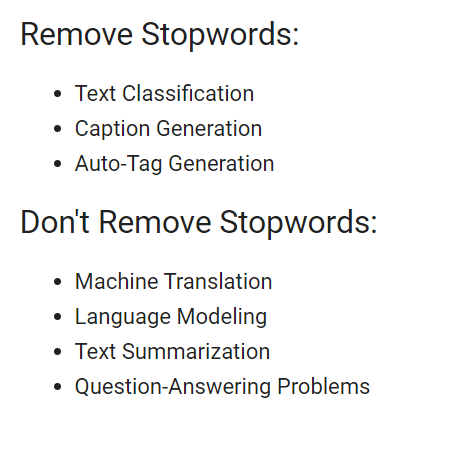 Remove Stopwords:
• Text Classification
• Caption Generation
• Auto-Tag Generation
Don't Remove Stopwords:
• Machine Translation
• Language Modeling
• Text Summarization
• Question-Answering Problems